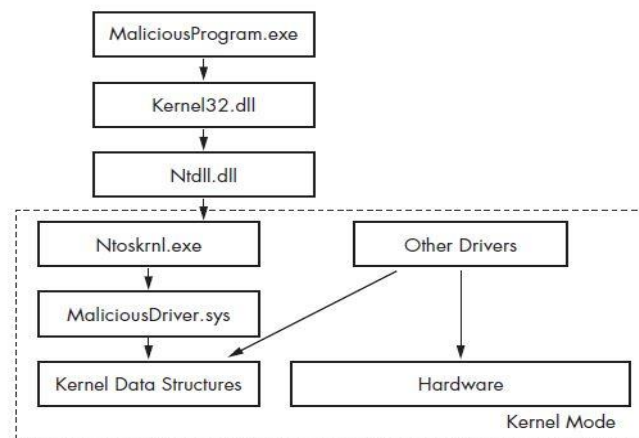 MaliciousProgram.exe
Kernel32.dll
Ntdll.dll
Ntoskrnl.exe
Other Drivers
MaliciousDriver.sys
Kernel Data Structures
Hardware
Kernel Mode